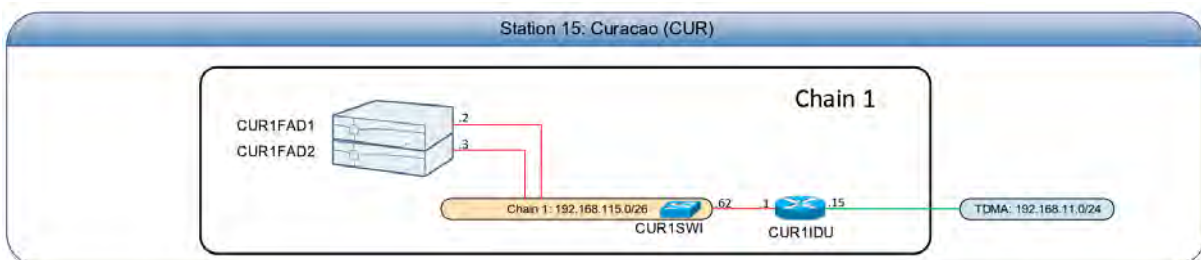 Station 15: Curacao (CUR)
Chain 1
CUR1FAD1
.2
CUR1FAD2
.3
Chain 1: 192.168.115.0/26
.62
.1
.15
TDMA: 192.168.11.0/24
CUR1SWI
CUR1IDU